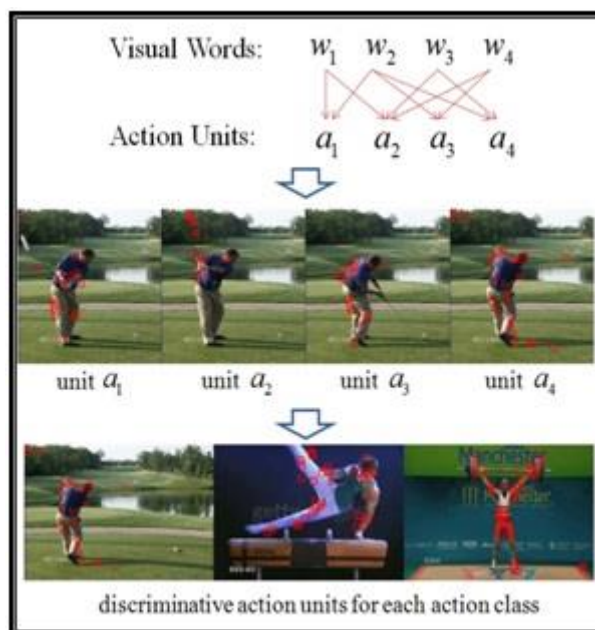 Visual Words: w₁ w₂ w₃ w₄
Action Units: a₁ a₂ a₃ a₄
unit a₁ unit a₂ unit a₃ unit a₄
Manchester
discriminative action units for each action class